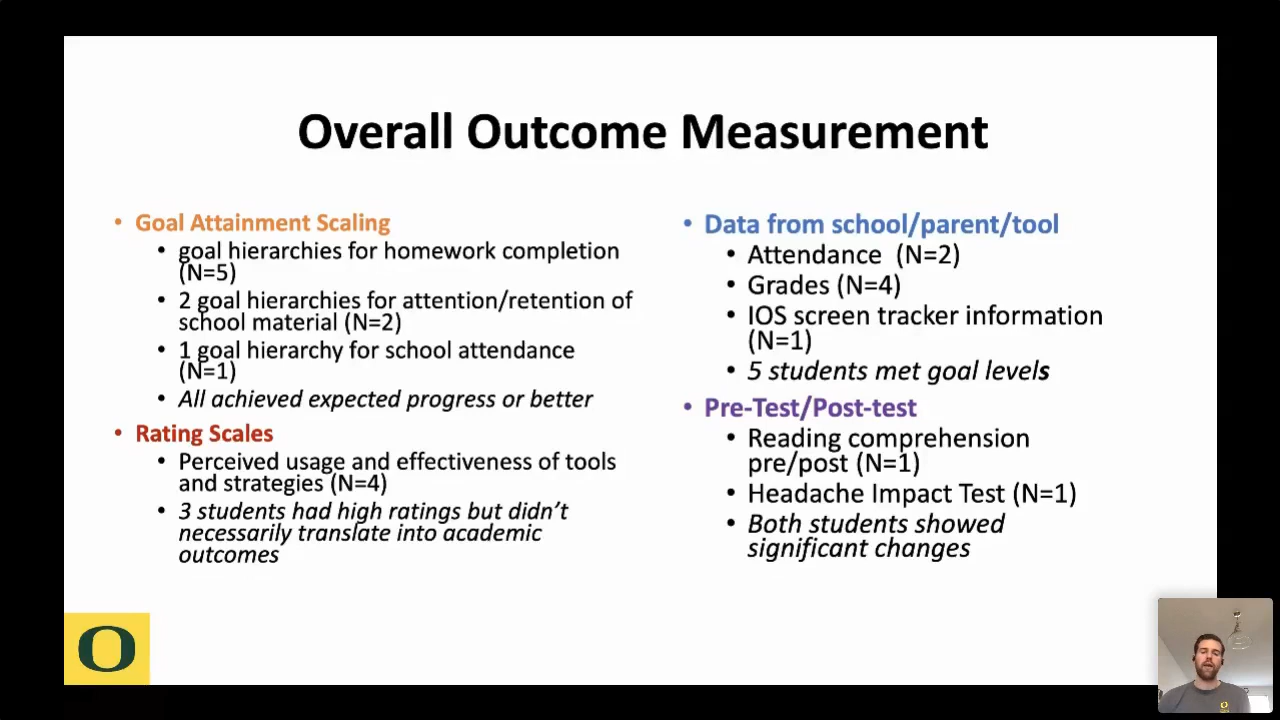 Overall Outcome Measurement
• Goal Attainment Scaling
• goal hierarchies for homework completion
(N=5)
• 2 goal hierarchies for attention/retention of
school material (N=2)
• 1 goal hierarchy for school attendance
(N=1)
• All achieved expected progress or better
• Rating Scales
• Perceived usage and effectiveness of tools
and strategies (N=4)
• 3 students had high ratings but didn't
necessarily translate into academic
outcomes
• Data from school/parent/tool
• Attendance (N=2)
• Grades (N=4)
• IOS screen tracker information
(N=1)
• 5 students met goal levels
• Pre-Test/Post-test
• Reading comprehension
pre/post (N=1)
• Headache Impact Test (N=1)
• Both students showed
significant changes
O
O